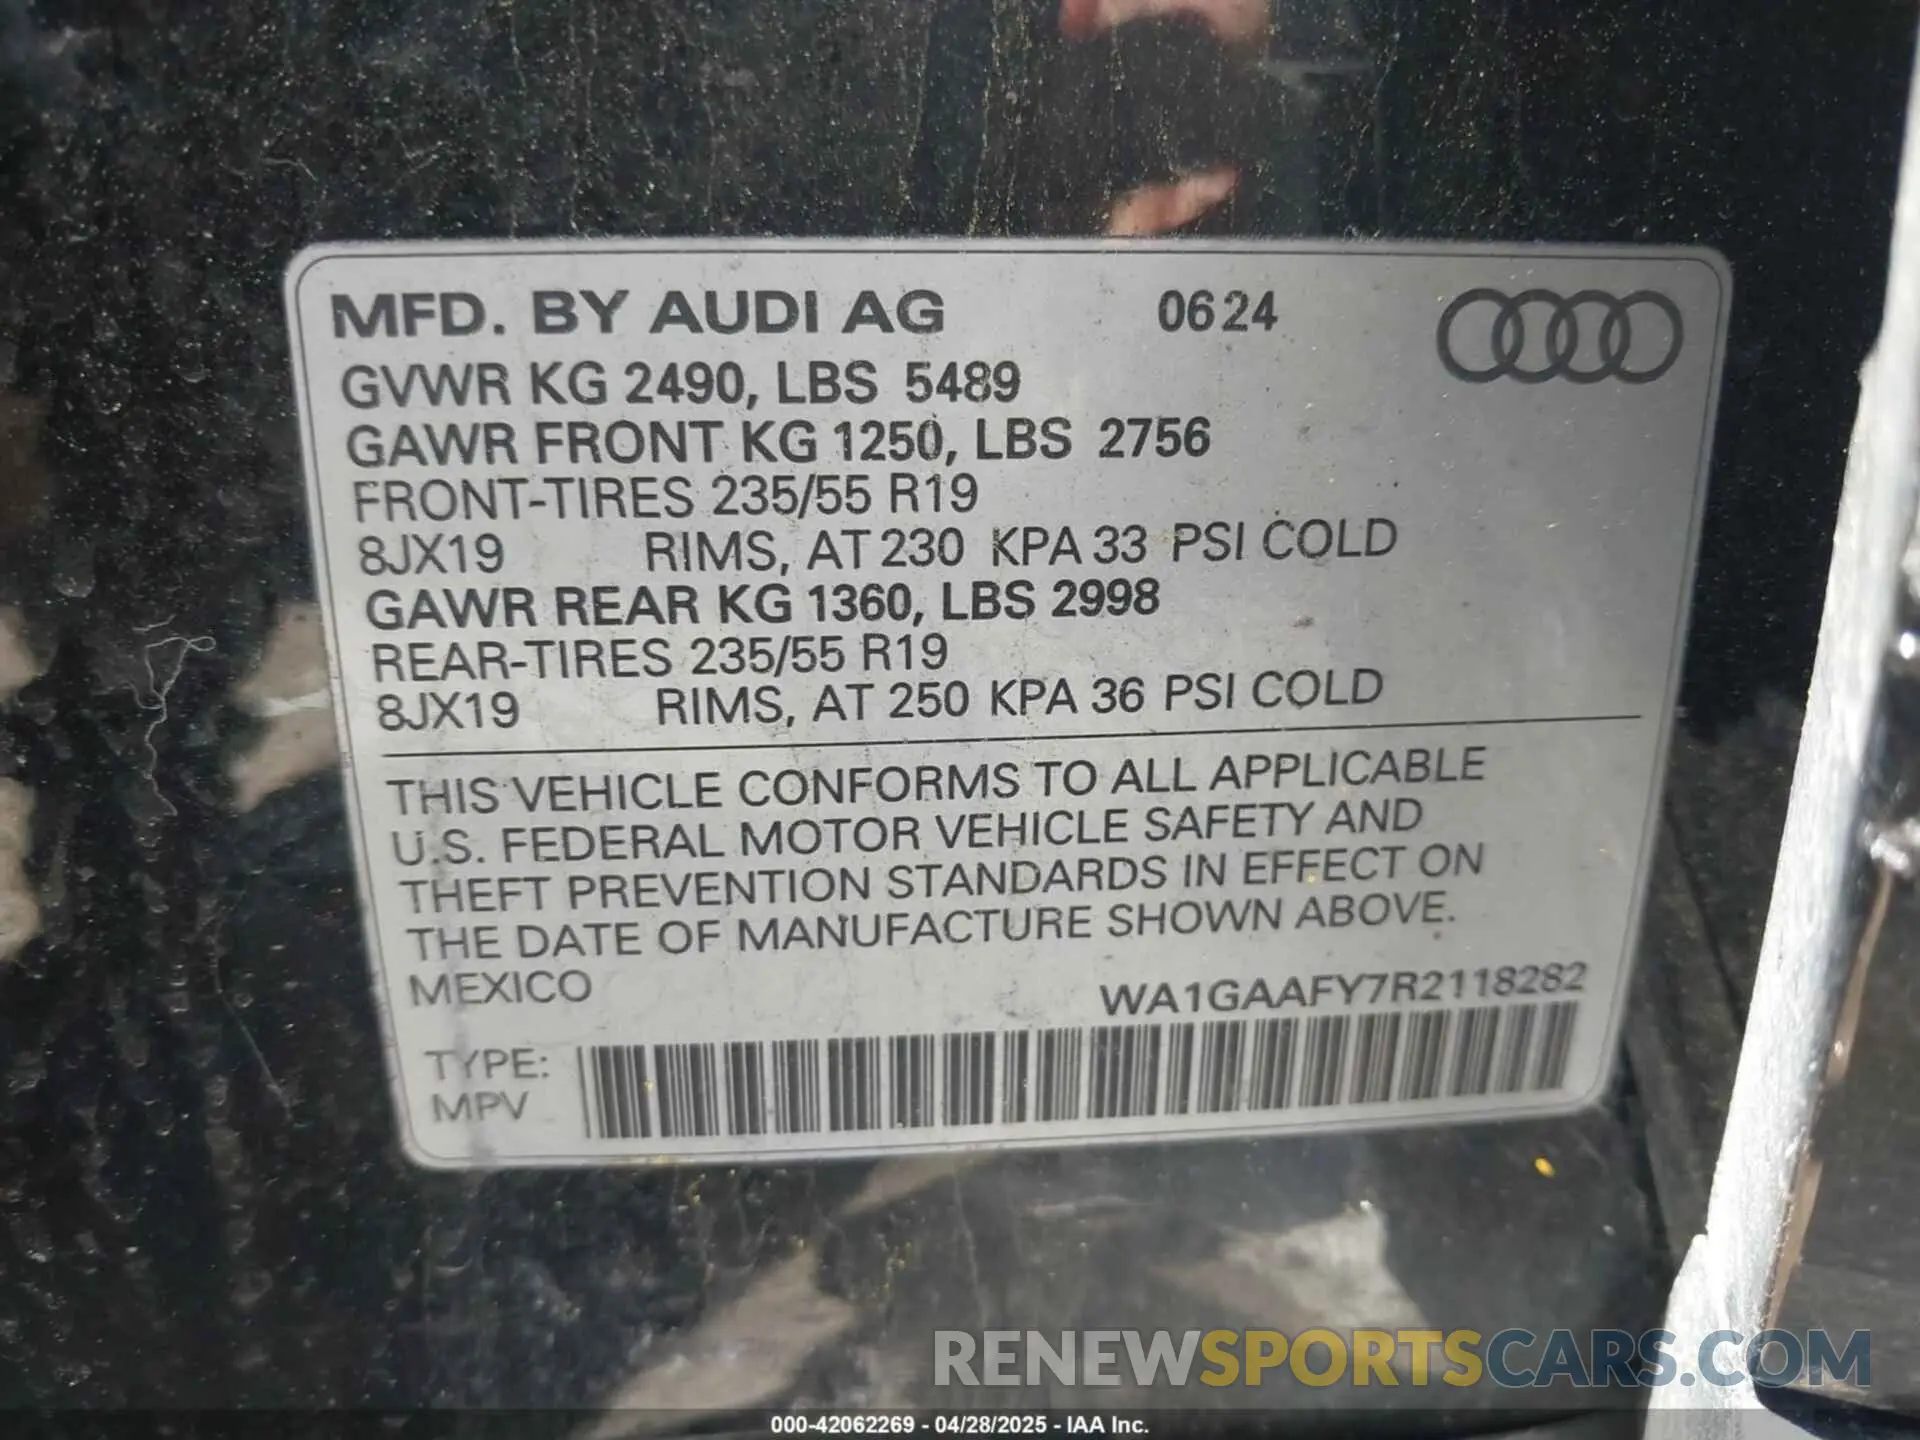 MFD. BY AUDI AG 0624
GVWR KG 2490, LBS 5489
GAWR FRONT KG 1250, LBS 2756
FRONT-TIRES 235/55 R19
8JX19 RIMS, AT 230 KPA 33 PSI COLD
GAWR REAR KG 1360, LBS 2998
REAR-TIRES 235/55 R19
8JX19 RIMS, AT 250 KPA 36 PSI COLD
THIS VEHICLE CONFORMS TO ALL APPLICABLE
U.S. FEDERAL MOTOR VEHICLE SAFETY AND
THEFT PREVENTION STANDARDS IN EFFECT ON
THE DATE OF MANUFACTURE SHOWN ABOVE.
MEXICO WA1GAAFY7R2118282
TYPE:
MPV
RENEWSPORTSCARS.COM
000-42062269 - 04/28/2025 - IAA Inc.